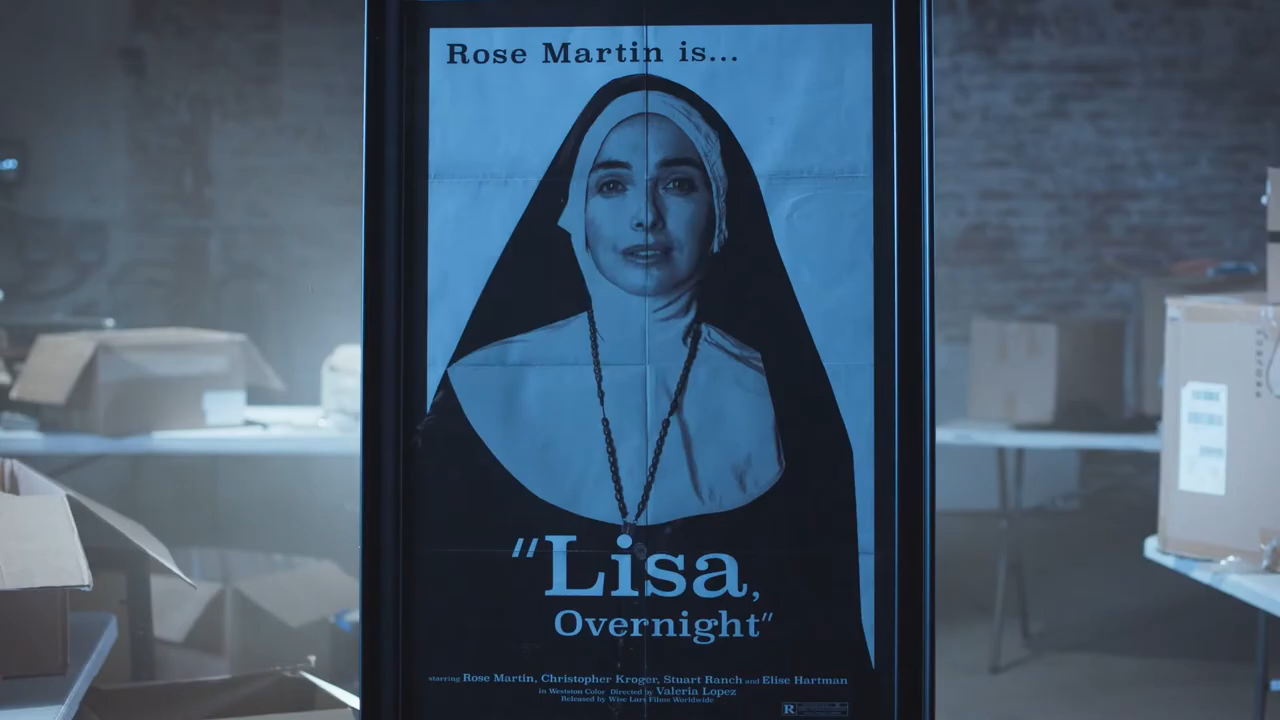 Rose Martin is...
"Lisa,
Overnight"
starring Rose Martin, Christopher Kroger, Stuart Ranch and Elise Hartman
in Westston Color Directed by Valeria Lopez
Released by Wise Lars Films Worldwide
R